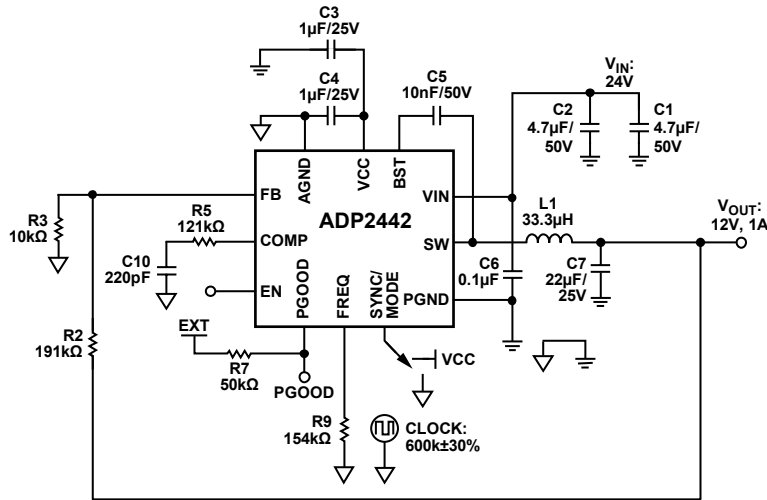 C3
1µF/25V
C4
1µF/25V
C5
10nF/50V
VIN:
24V
C2
4.7µF/
50V
C1
4.7µF/
50V
AGND
VCC
BST
FB
VIN
ADP2442
R3
10kΩ
R5
121kΩ
COMP
SW
L1
33.3µH
VOUT:
12V, 1A
C10
220pF
C6
0.1µF
C7
22µF/
25V
EN
PGOOD
FREQ
SYNC/
MODE
PGND
EXT
R2
191kΩ
R7
50kΩ
PGOOD
VCC
R9
154kΩ
CLOCK:
600k±30%